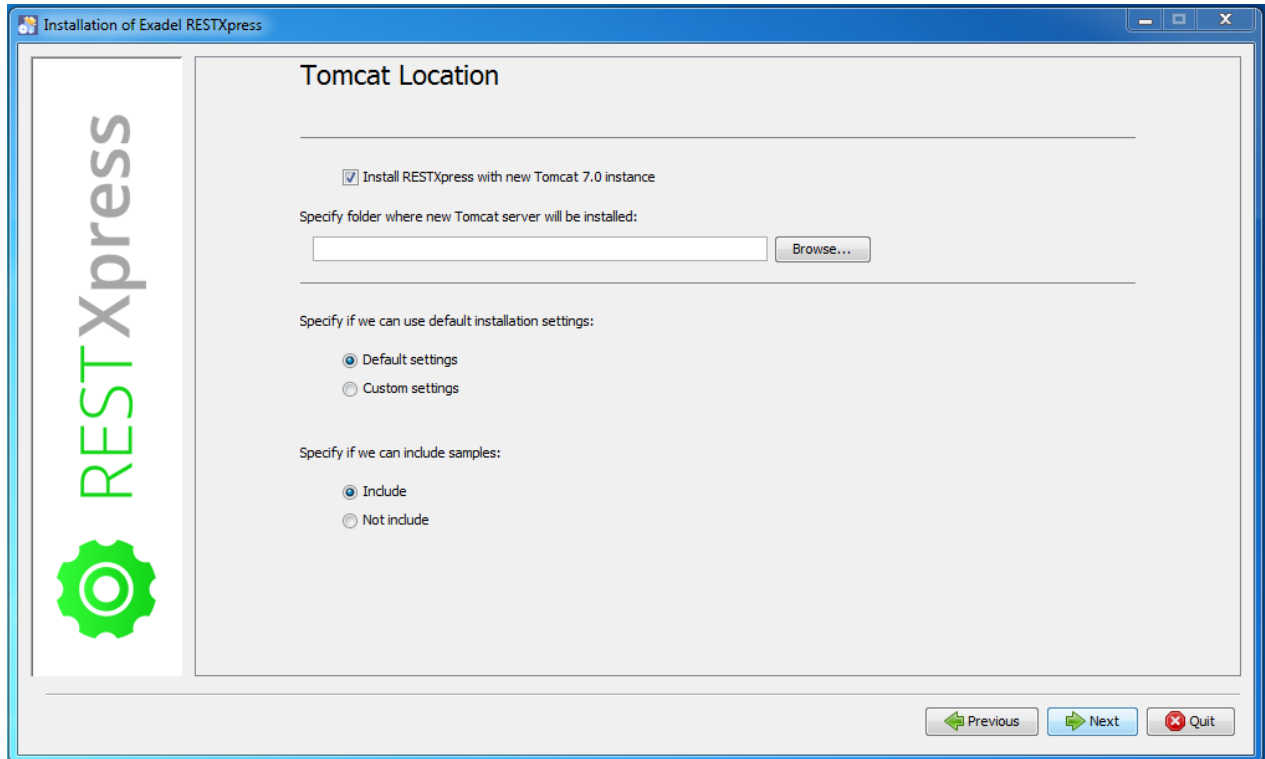 Installation of Exadel RESTXpress
RESTXpress
Tomcat Location
Install RESTXpress with new Tomcat 7.0 instance
Specify folder where new Tomcat server will be installed:
Browse...
Specify if we can use default installation settings:
Default settings
Custom settings
Specify if we can include samples:
Include
Not include
Previous
Next
Quit